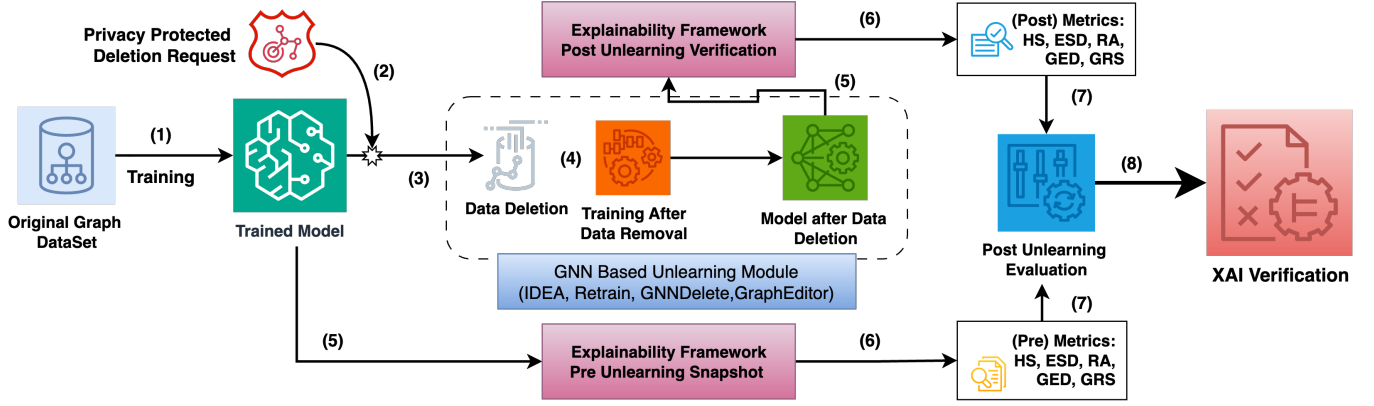 Privacy Protected
Deletion Request
(2)
Explainability Framework
Post Unlearning Verification
(6)
(Post) Metrics:
HS, ESD, RA,
GED, GRS
(1)
Training
Original Graph
DataSet
Trained Model
(3)
Data Deletion
(4)
Training After
Data Removal
(5)
Model after Data
Deletion
GNN Based Unlearning Module
(IDEA, Retrain, GNNDelete,GraphEditor)
(7)
Post Unlearning
Evaluation
(8)
XAI Verification
(5)
Explainability Framework
Pre Unlearning Snapshot
(6)
(7)
(Pre) Metrics:
HS, ESD, RA,
GED, GRS